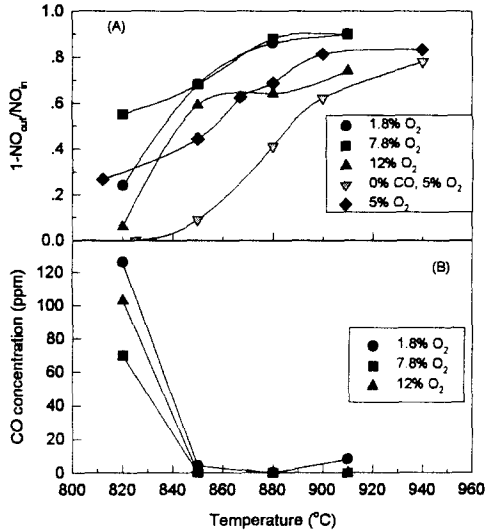 (A)
1-NO_out/NO_in
1.0
.8
.6
.4
.2
0.0
1.8% O₂
7.8% O₂
12% O₂
0% CO, 5% O₂
5% O₂
(B)
CO concentration (ppm)
120
100
80
60
40
20
0
1.8% O₂
7.8% O₂
12% O₂
800 820 840 860 880 900 920 940 960
Temperature (°C)